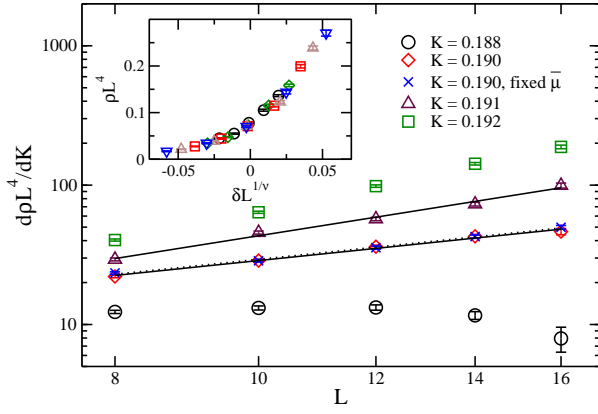 1000
100
10
dρL⁴/dK
8
10
12
14
16
L
0.2
0.1
0
ρL⁴
-0.05
0
0.05
δL^{1/ν}
K = 0.188
K = 0.190
K = 0.190, fixed μ̅
K = 0.191
K = 0.192